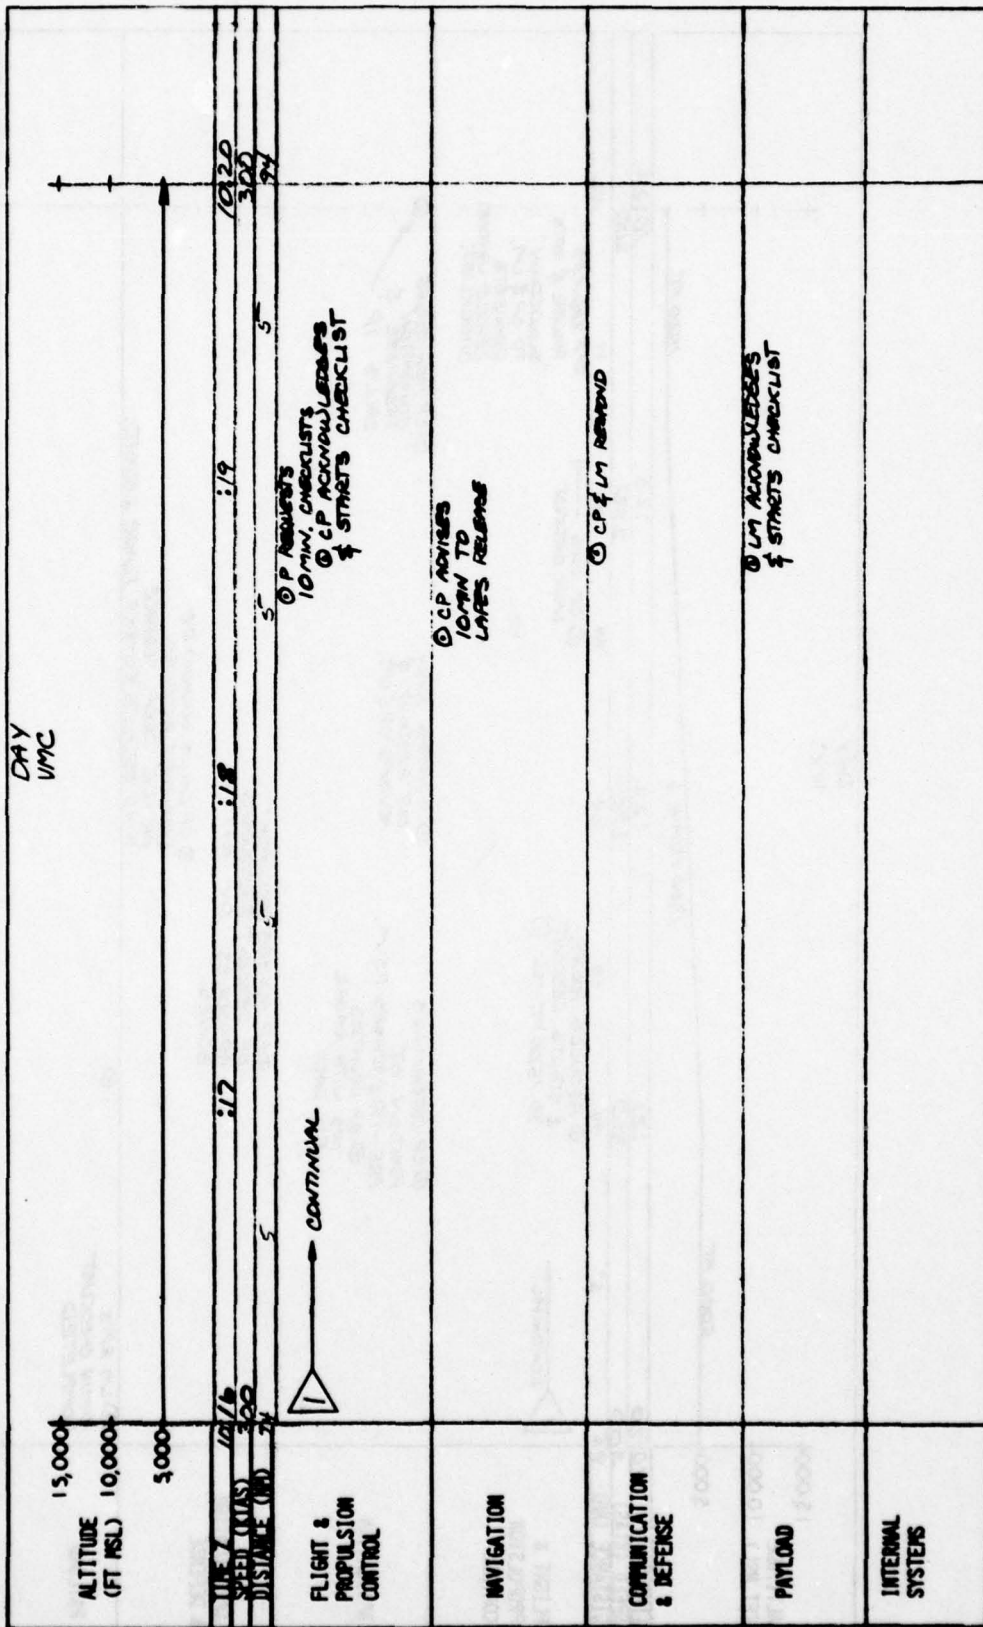 DAY
VMC
ALTITUDE
(FT MSL)
15,000
10,000
5,000
TIME Z
10:16
:17
:18
:19
10:20
SPEED (KIAS)
300
300
DISTANCE (NM)
5
5
5
5
94
FLIGHT &
PROPULSION
CONTROL
1
CONTINUAL
① P REQUESTS
10 MIN. CHECKLISTS
① CP ACKNOWLEDGES
& STARTS CHECKLIST
NAVIGATION
① CP ADVISES
10 MIN TO
LAPES RELEASE
COMMUNICATION
& DEFENSE
① CP & LM RESPOND
PAYLOAD
① LM ACKNOWLEDGES
& STARTS CHECKLIST
INTERNAL
SYSTEMS